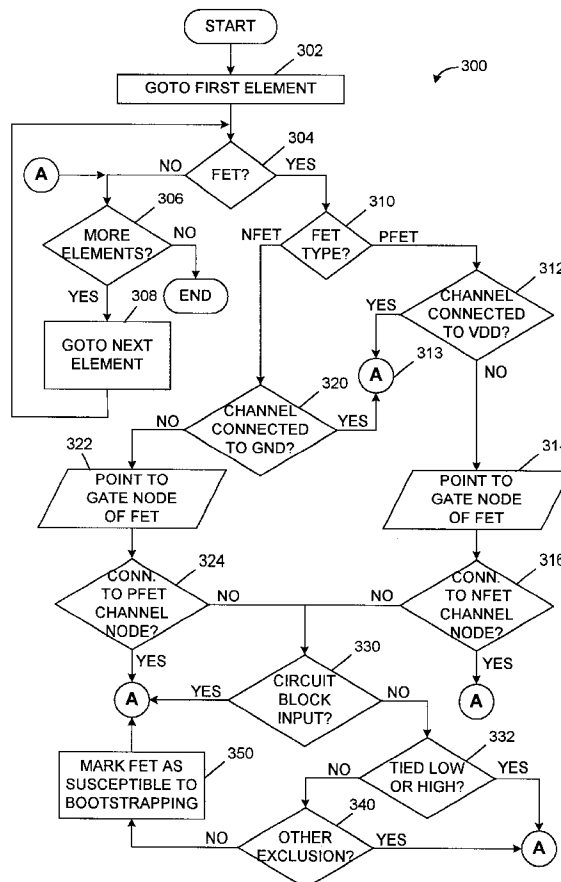 START
302
GOTO FIRST ELEMENT
300
304
NO
FET?
YES
A
306
MORE
ELEMENTS?
NO
YES
END
308
GOTO NEXT
ELEMENT
310
NFET
FET
TYPE?
PFET
312
YES
CHANNEL
CONNECTED
TO VDD?
NO
A
313
320
NO
CHANNEL
CONNECTED
TO GND?
YES
322
POINT TO
GATE NODE
OF FET
314
POINT TO
GATE NODE
OF FET
324
CONN.
TO PFET
CHANNEL
NODE?
NO
YES
316
NO
CONN.
TO NFET
CHANNEL
NODE?
YES
A
330
YES
CIRCUIT
BLOCK
INPUT?
NO
A
332
NO
TIED LOW
OR HIGH?
YES
350
MARK FET AS
SUSCEPTIBLE TO
BOOTSTRAPPING
340
NO
OTHER
EXCLUSION?
YES
A